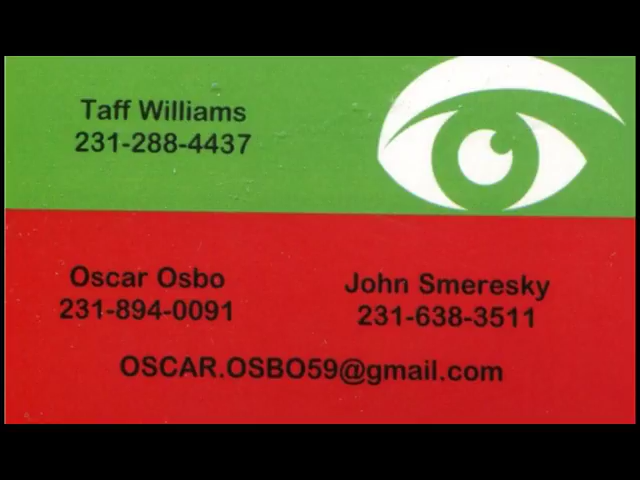 Taff Williams
231-288-4437
Oscar Osbo
231-894-0091
John Smeresky
231-638-3511
OSCAR.OSBO59@gmail.com